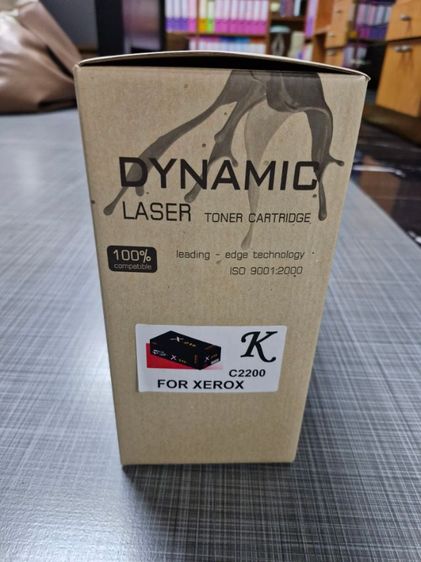 DYNAMIC
LASER TONER CARTRIDGE
100%
compatible
leading - edge technology
ISO 9001:2000
K
C2200
FOR XEROX